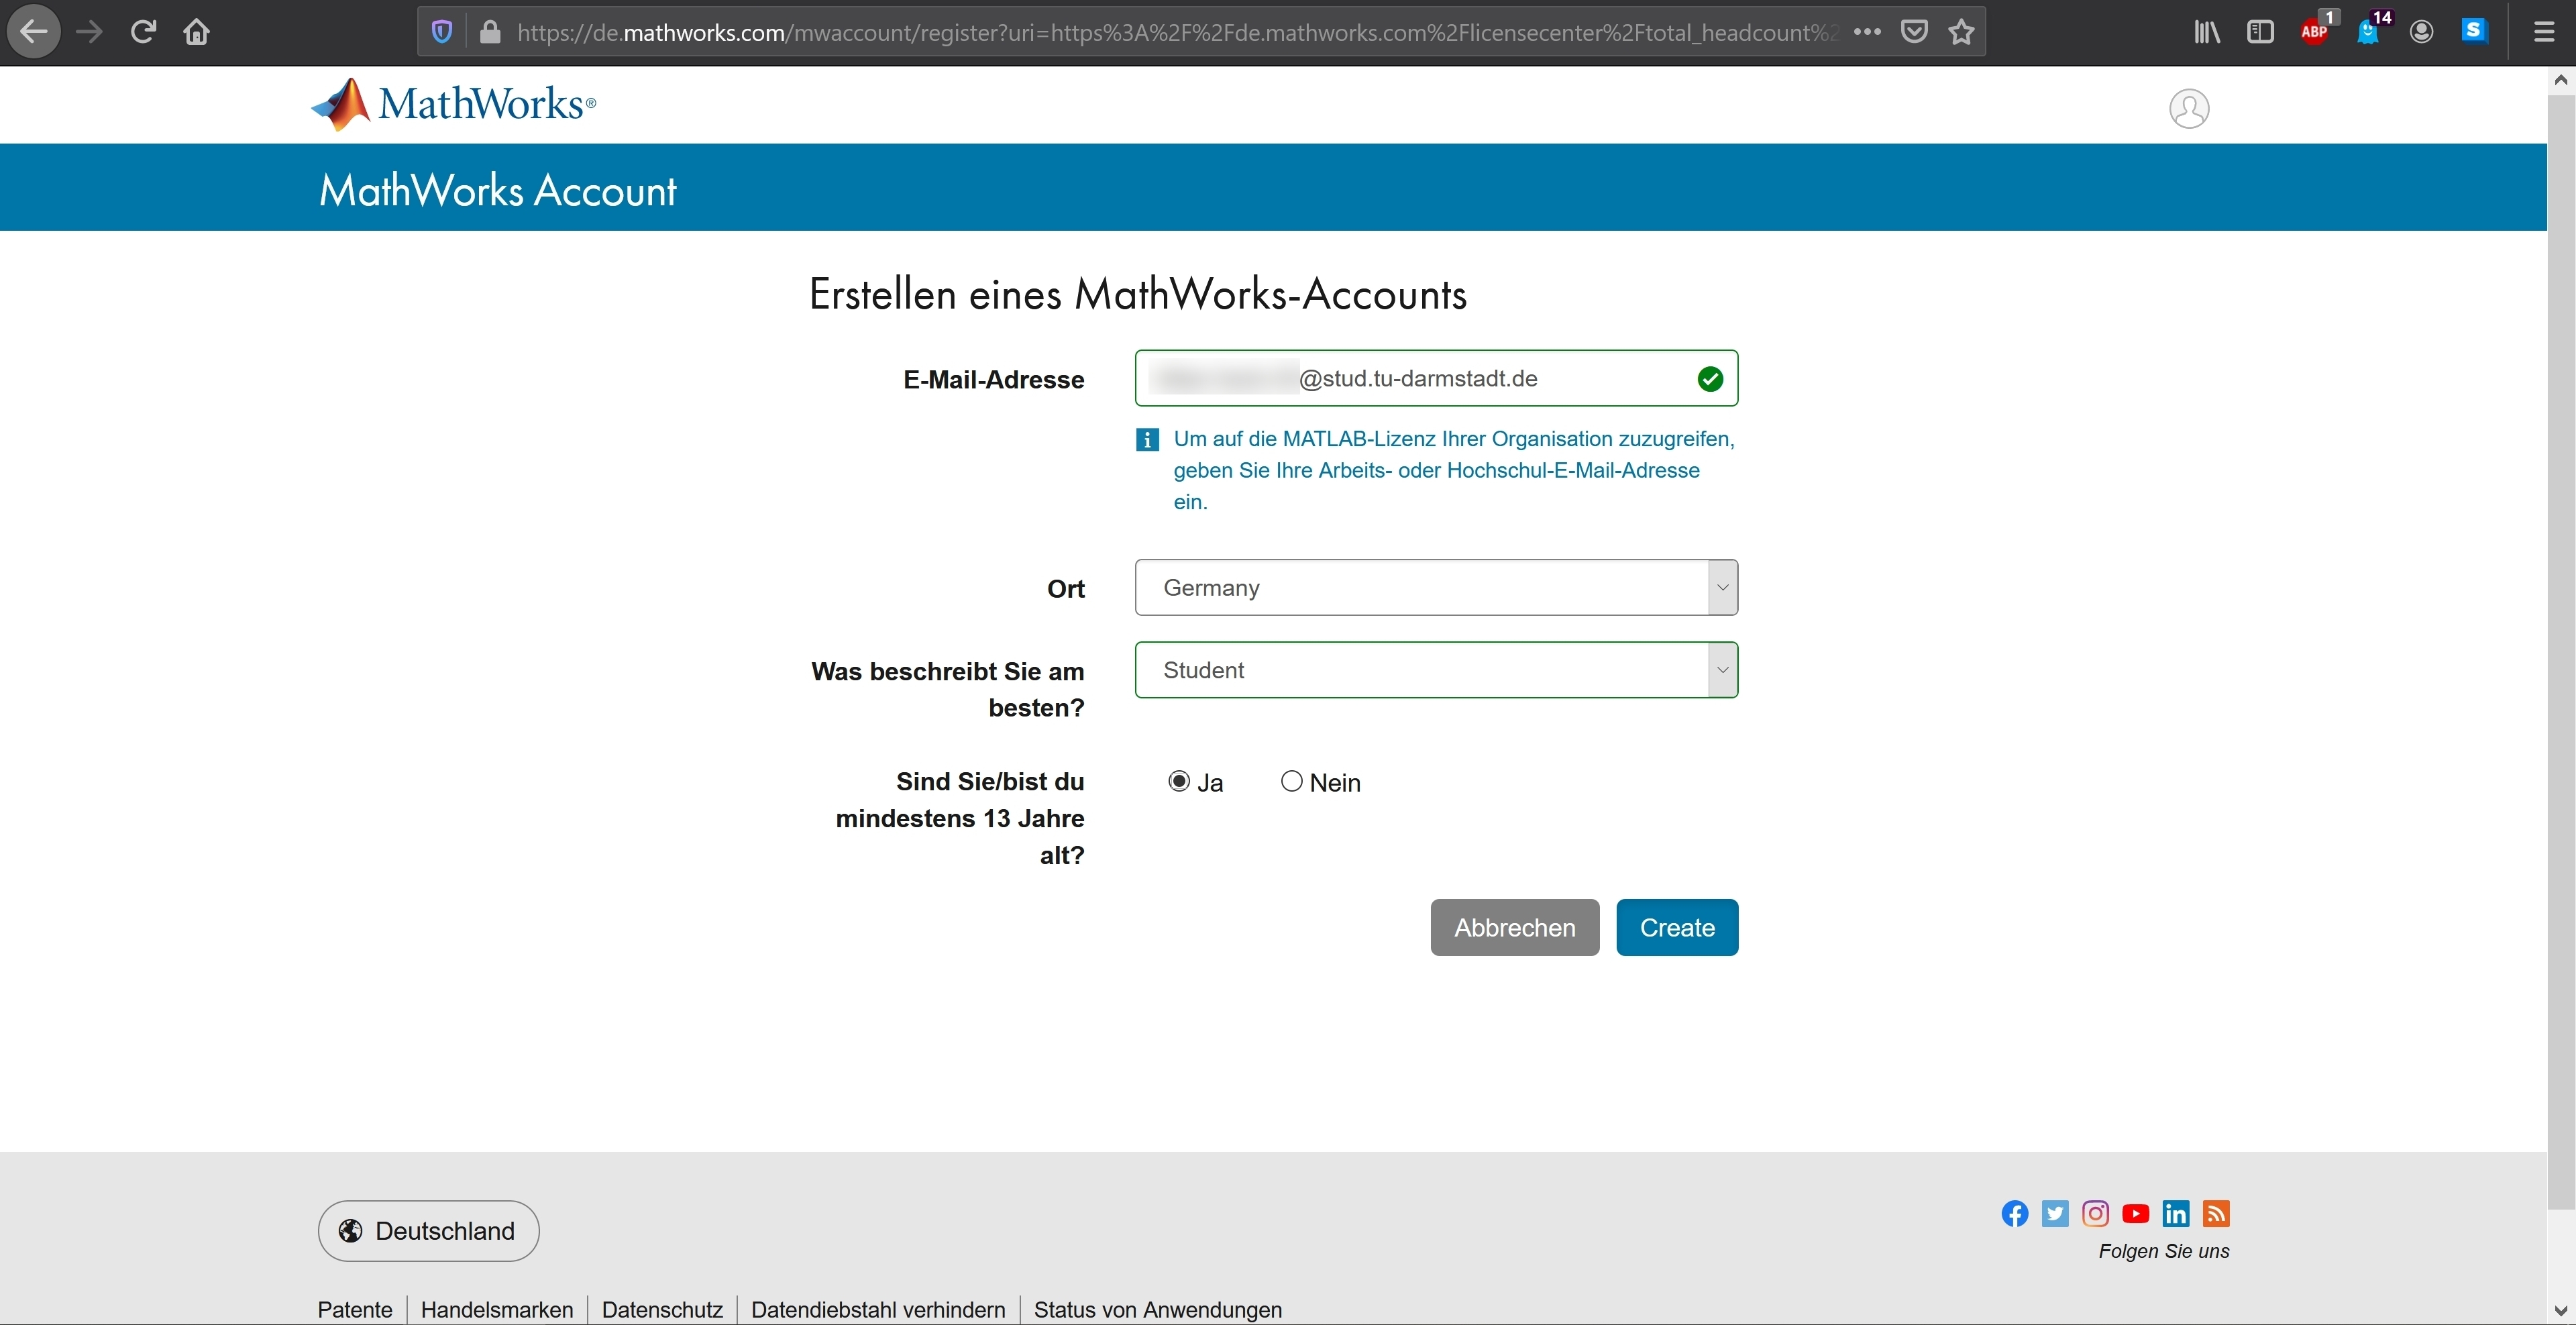 https://de.mathworks.com/mwaccount/register?uri=https%3A%2F%2Fde.mathworks.com%2Flicensecenter%2Ftotal_headcount%2
ABP
1
14
S
MathWorks®
MathWorks Account
Erstellen eines MathWorks-Accounts
E-Mail-Adresse
@stud.tu-darmstadt.de
i Um auf die MATLAB-Lizenz Ihrer Organisation zuzugreifen,
geben Sie Ihre Arbeits- oder Hochschul-E-Mail-Adresse
ein.
Ort
Germany
Was beschreibt Sie am
besten?
Student
Sind Sie/bist du
mindestens 13 Jahre
alt?
Ja
Nein
Abbrechen
Create
Deutschland
in
Folgen Sie uns
Patente
Handelsmarken
Datenschutz
Datendiebstahl verhindern
Status von Anwendungen